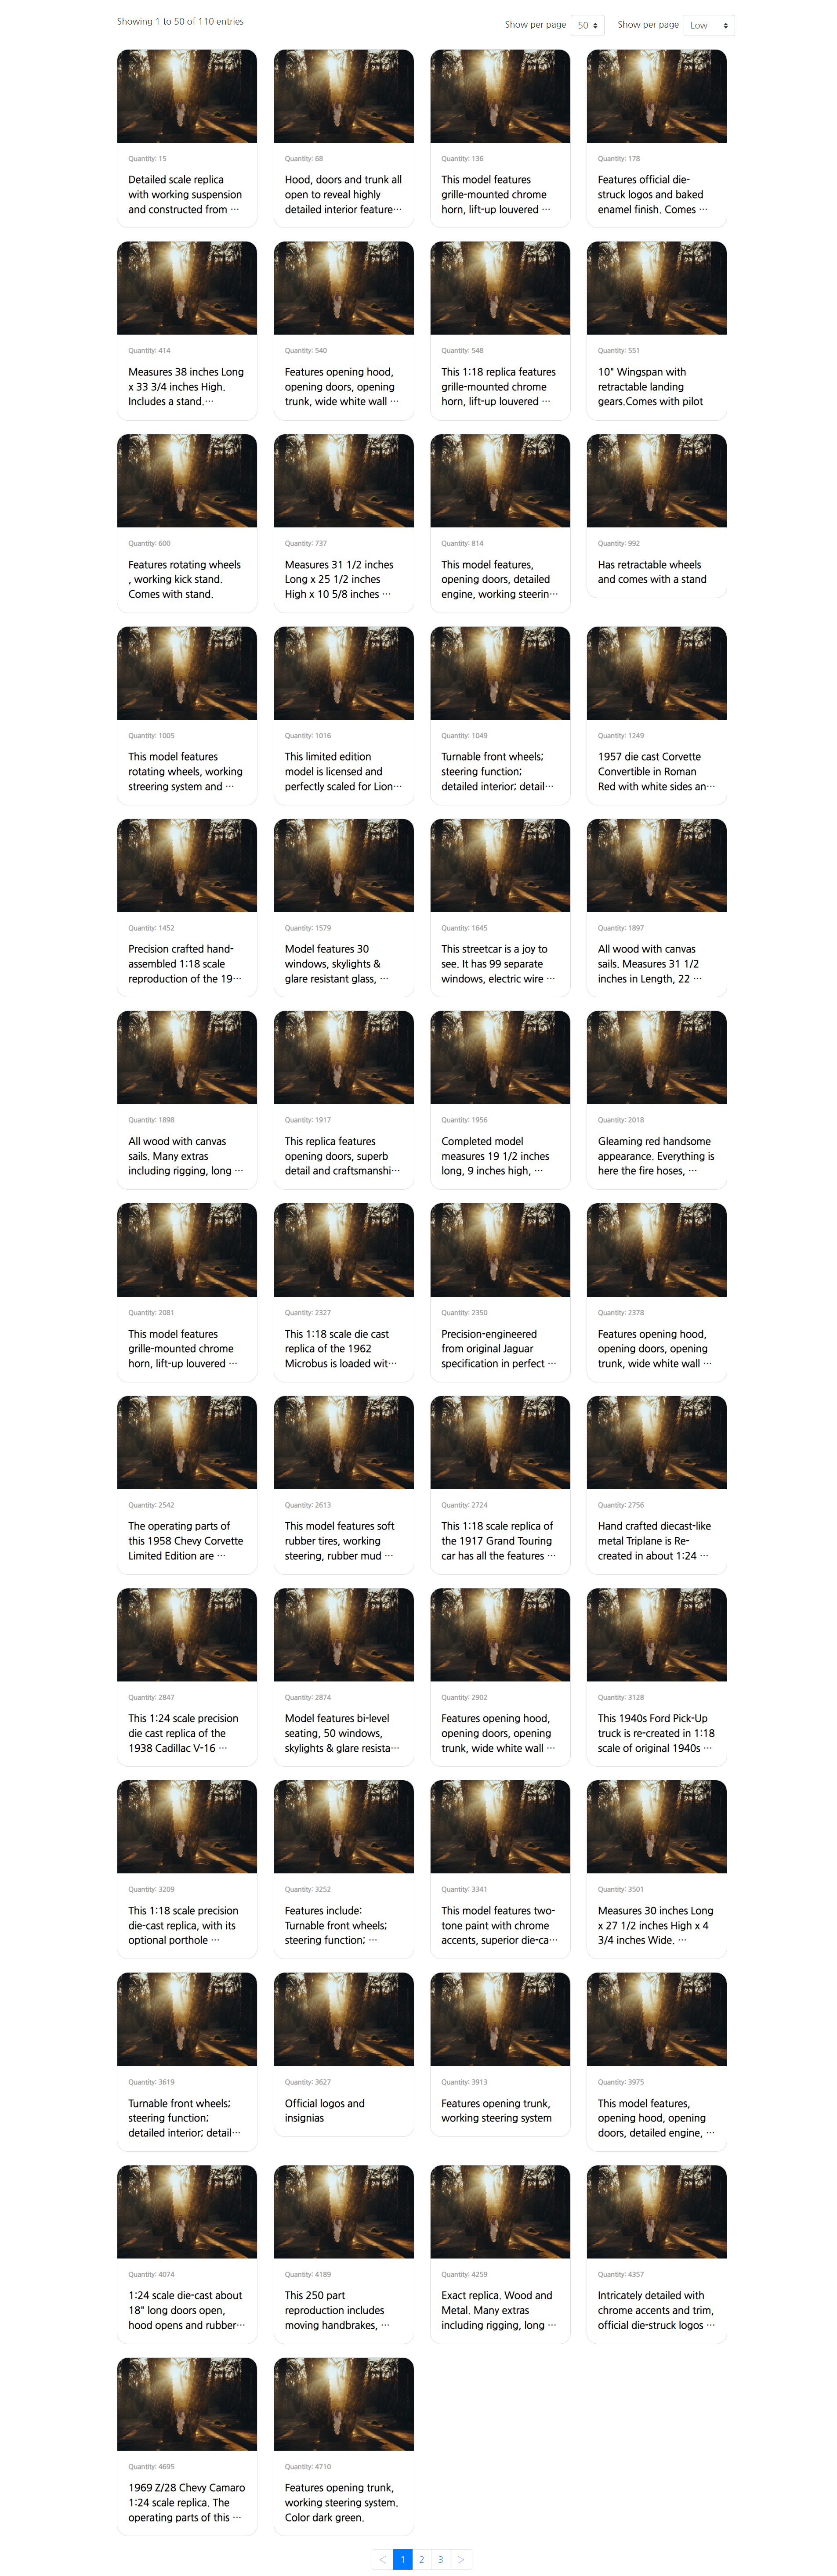 Showing 1 to 50 of 110 entries
Show per page 50 Show per page Low
Quantity: 15
Detailed scale replica
with working suspension
and constructed from ···
Quantity: 68
Hood, doors and trunk all
open to reveal highly
detailed interior feature···
Quantity: 136
This model features
grille-mounted chrome
horn, lift-up louvered ···
Quantity: 178
Features official die-
struck logos and baked
enamel finish. Comes ···
Quantity: 414
Measures 38 inches Long
x 33 3/4 inches High.
Includes a stand.···
Quantity: 540
Features opening hood,
opening doors, opening
trunk, wide white wall ···
Quantity: 548
This 1:18 replica features
grille-mounted chrome
horn, lift-up louvered ···
Quantity: 551
10" Wingspan with
retractable landing
gears.Comes with pilot
Quantity: 600
Features rotating wheels
, working kick stand.
Comes with stand.
Quantity: 737
Measures 31 1/2 inches
Long x 25 1/2 inches
High x 10 5/8 inches ···
Quantity: 814
This model features,
opening doors, detailed
engine, working steerin···
Quantity: 992
Has retractable wheels
and comes with a stand
Quantity: 1005
This model features
rotating wheels, working
streering system and ···
Quantity: 1016
This limited edition
model is licensed and
perfectly scaled for Lion···
Quantity: 1049
Turnable front wheels;
steering function;
detailed interior; detail···
Quantity: 1249
1957 die cast Corvette
Convertible in Roman
Red with white sides an···
Quantity: 1452
Precision crafted hand-
assembled 1:18 scale
reproduction of the 19···
Quantity: 1579
Model features 30
windows, skylights &
glare resistant glass, ···
Quantity: 1645
This streetcar is a joy to
see. It has 99 separate
windows, electric wire ···
Quantity: 1897
All wood with canvas
sails. Measures 31 1/2
inches in Length, 22 ···
Quantity: 1898
All wood with canvas
sails. Many extras
including rigging, long ···
Quantity: 1917
This replica features
opening doors, superb
detail and craftsmanshi···
Quantity: 1956
Completed model
measures 19 1/2 inches
long, 9 inches high, ···
Quantity: 2018
Gleaming red handsome
appearance. Everything is
here the fire hoses, ···
Quantity: 2081
This model features
grille-mounted chrome
horn, lift-up louvered ···
Quantity: 2327
This 1:18 scale die cast
replica of the 1962
Microbus is loaded wit···
Quantity: 2350
Precision-engineered
from original Jaguar
specification in perfect ···
Quantity: 2378
Features opening hood,
opening doors, opening
trunk, wide white wall ···
Quantity: 2542
The operating parts of
this 1958 Chevy Corvette
Limited Edition are ···
Quantity: 2613
This model features soft
rubber tires, working
steering, rubber mud ···
Quantity: 2724
This 1:18 scale replica of
the 1917 Grand Touring
car has all the features ···
Quantity: 2756
Hand crafted diecast-like
metal Triplane is Re-
created in about 1:24 ···
Quantity: 2847
This 1:24 scale precision
die cast replica of the
1938 Cadillac V-16 ···
Quantity: 2874
Model features bi-level
seating, 50 windows,
skylights & glare resista···
Quantity: 2902
Features opening hood,
opening doors, opening
trunk, wide white wall ···
Quantity: 3128
This 1940s Ford Pick-Up
truck is re-created in 1:18
scale of original 1940s ···
Quantity: 3209
This 1:18 scale precision
die-cast replica, with its
optional porthole ···
Quantity: 3252
Features include:
Turnable front wheels;
steering function; ···
Quantity: 3341
This model features two-
tone paint with chrome
accents, superior die-ca···
Quantity: 3501
Measures 30 inches Long
x 27 1/2 inches High x 4
3/4 inches Wide. ···
Quantity: 3619
Turnable front wheels;
steering function;
detailed interior; detail···
Quantity: 3627
Official logos and
insignias
Quantity: 3913
Features opening trunk,
working steering system
Quantity: 3975
This model features,
opening hood, opening
doors, detailed engine, ···
Quantity: 4074
1:24 scale die-cast about
18" long doors open,
hood opens and rubber···
Quantity: 4189
This 250 part
reproduction includes
moving handbrakes, ···
Quantity: 4259
Exact replica. Wood and
Metal. Many extras
including rigging, long ···
Quantity: 4357
Intricately detailed with
chrome accents and trim,
official die-struck logos ···
Quantity: 4695
1969 Z/28 Chevy Camaro
1:24 scale replica. The
operating parts of this ···
Quantity: 4710
Features opening trunk,
working steering system.
Color dark green.
< 1 2 3 >